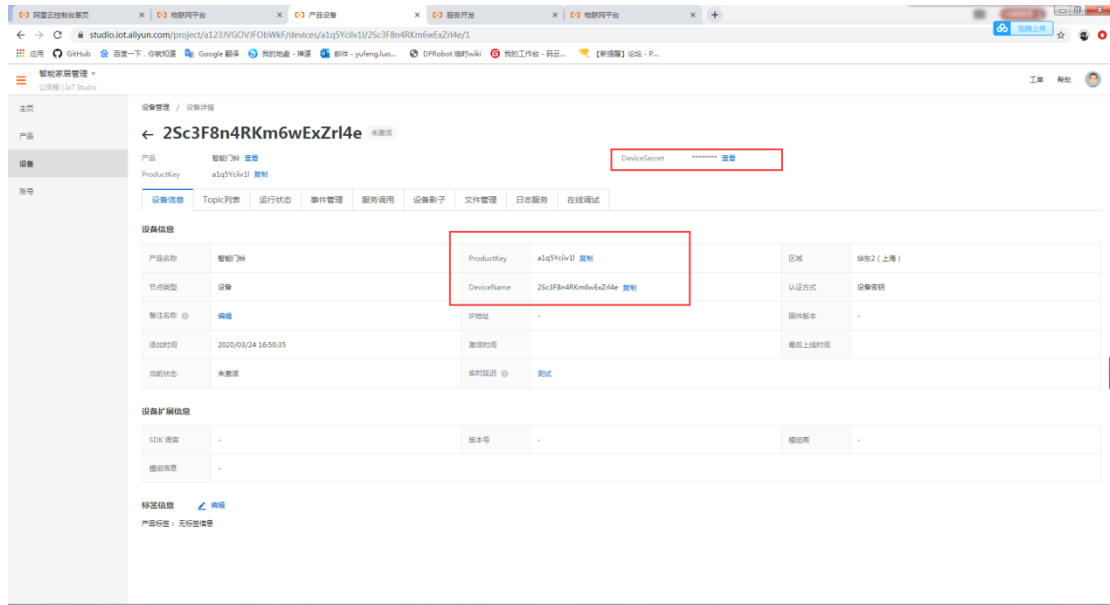 阿里云控制台首页 物联网平台 产品设备 服务开发 物联网平台
studio.iot.aliyun.com/project/a123JVGOVJFObWkF/devices/a1q5Yciiv1l/2Sc3F8n4RKm6wExZrl4e/1 拖拽上传
应用 GitHub 百度一下，你就知道 Google 翻译 我的地盘 - 禅道 邮件 - yufeng.luo... DFRobot 临时wiki 我的工作台 - 码云... 【新提醒】论坛 - P...
智能家居管理
公测版 | IoT Studio
工单 帮助
主页
产品
设备
账号
设备管理 / 设备详情
← 2Sc3F8n4RKm6wExZrl4e 未激活
产品 智能门铃 查看 DeviceSecret ******** 查看
ProductKey a1q5Yciiv1l 复制
设备信息 Topic列表 运行状态 事件管理 服务调用 设备影子 文件管理 日志服务 在线调试
设备信息
产品名称 智能门铃 ProductKey a1q5Yciiv1l 复制 区域 华东2（上海）
节点类型 设备 DeviceName 2Sc3F8n4RKm6wExZrl4e 复制 认证方式 设备密钥
备注名称 编辑 IP地址 - 固件版本 -
添加时间 2020/03/24 16:50:35 激活时间 最后上线时间
当前状态 未激活 实时延迟 测试
设备扩展信息
SDK 语言 - 版本号 - 模组商 -
模组信息 -
标签信息 编辑
产品标签：无标签信息